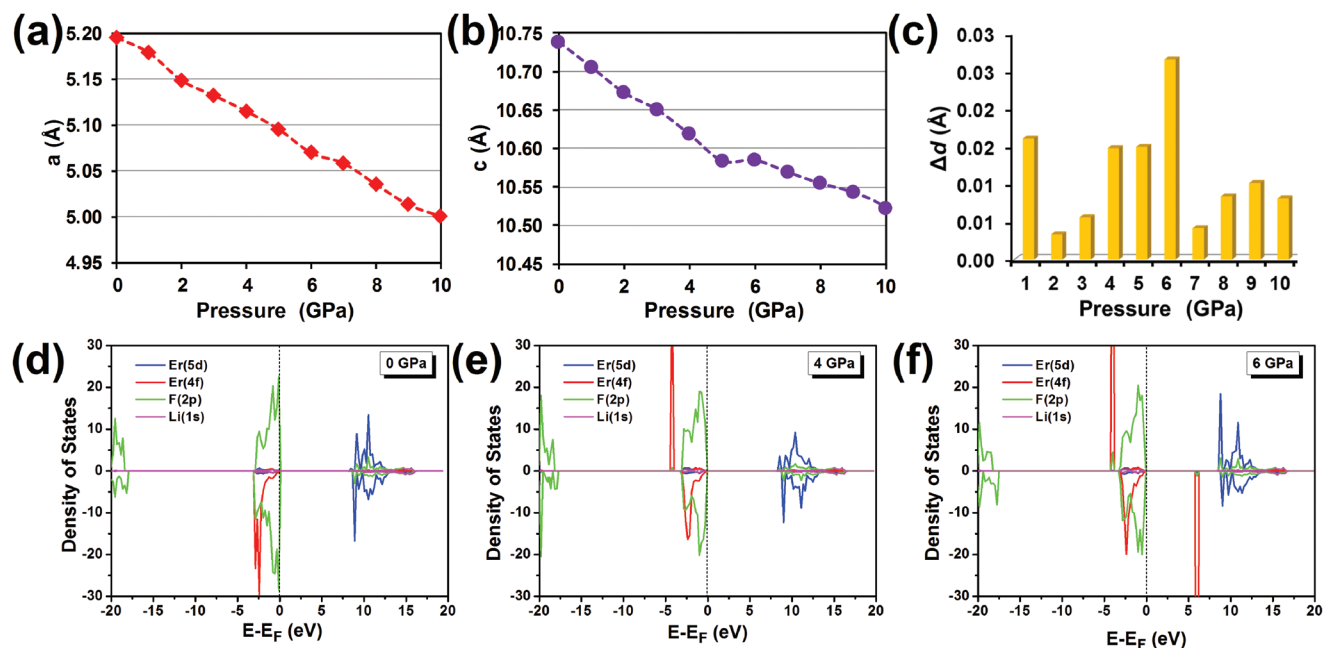 (a)
5.20
5.15
5.10
5.05
5.00
4.95
a (Å)
0 2 4 6 8 10
Pressure (GPa)
(b)
10.75
10.70
10.65
10.60
10.55
10.50
10.45
c (Å)
0 2 4 6 8 10
Pressure (GPa)
(c)
0.03
0.03
0.02
0.02
0.01
0.01
0.00
Δd (Å)
1 2 3 4 5 6 7 8 9 10
Pressure (GPa)
(d)
30
20
10
0
-10
-20
-30
Density of States
Er(5d)
Er(4f)
F(2p)
Li(1s)
0 GPa
-20 -15 -10 -5 0 5 10 15 20
E-EF (eV)
(e)
30
20
10
0
-10
-20
-30
Density of States
Er(5d)
Er(4f)
F(2p)
Li(1s)
4 GPa
-20 -15 -10 -5 0 5 10 15 20
E-EF (eV)
(f)
30
20
10
0
-10
-20
-30
Density of States
Er(5d)
Er(4f)
F(2p)
Li(1s)
6 GPa
-20 -15 -10 -5 0 5 10 15 20
E-EF (eV)